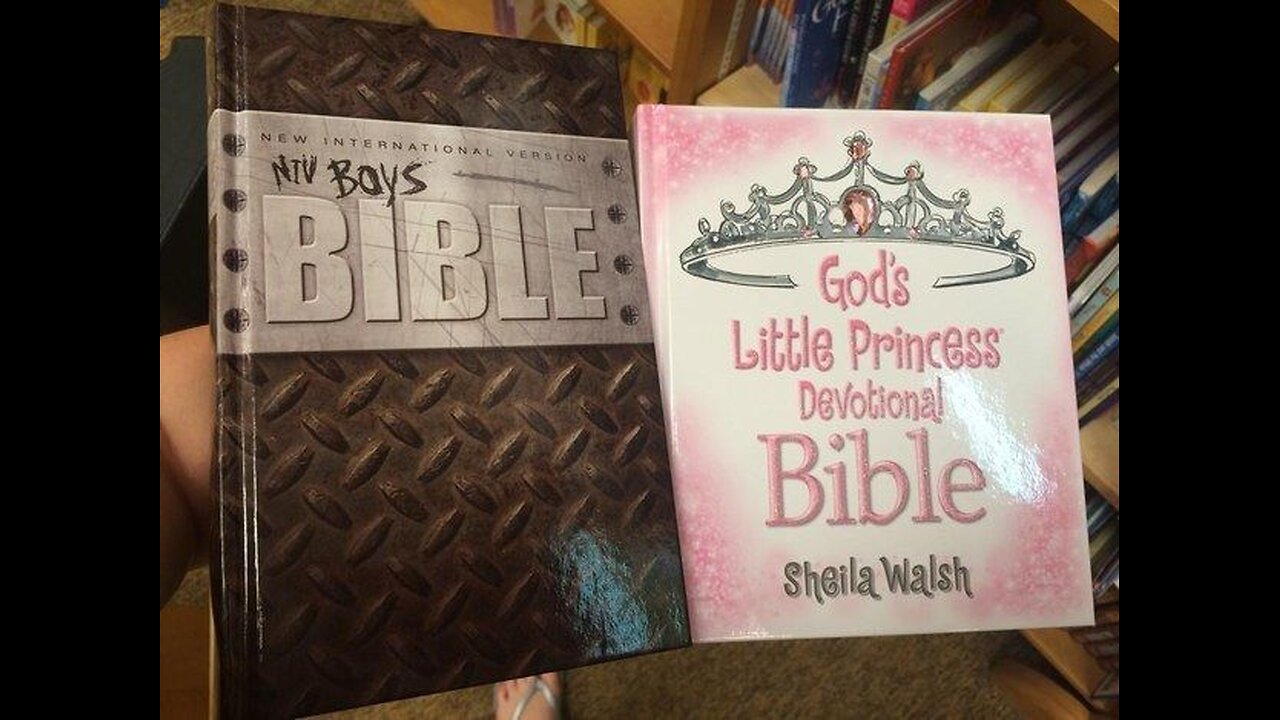 NEW INTERNATIONAL VERSION
NIV BOYS
BIBLE
God's
Little Princess
Devotional
Bible
Sheila Walsh